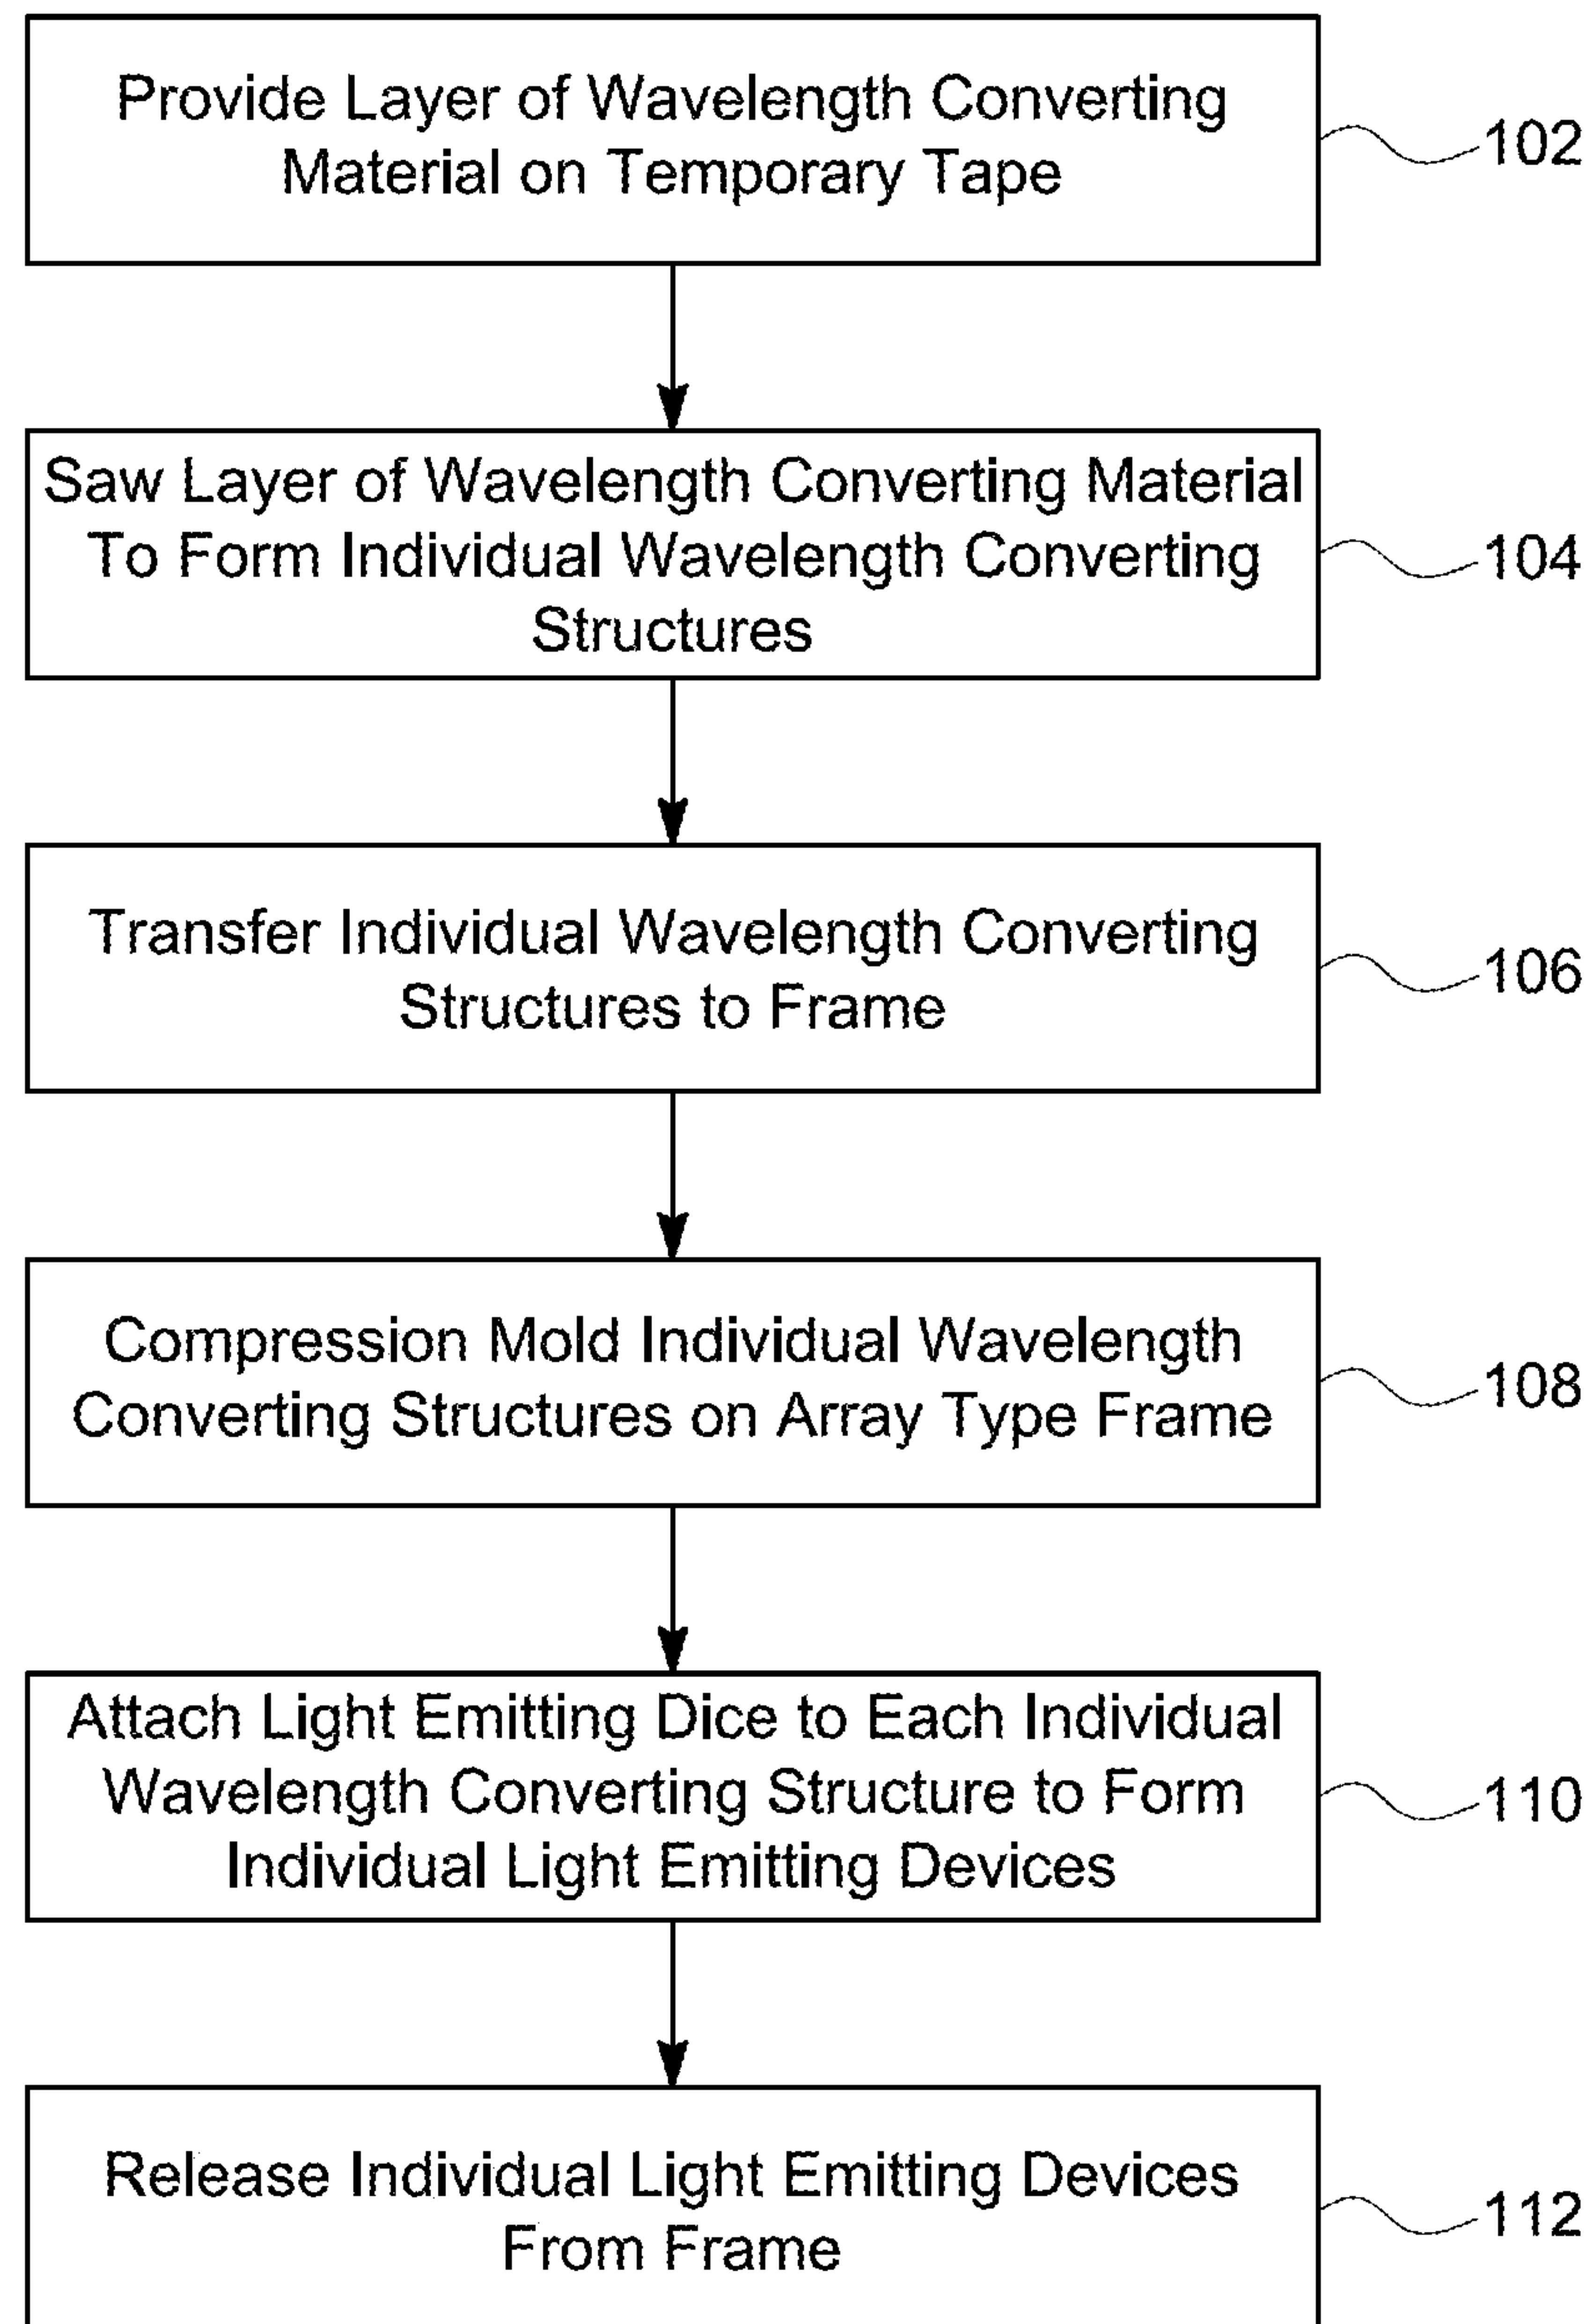 Provide Layer of Wavelength Converting
Material on Temporary Tape
102
Saw Layer of Wavelength Converting Material
To Form Individual Wavelength Converting
Structures
104
Transfer Individual Wavelength Converting
Structures to Frame
106
Compression Mold Individual Wavelength
Converting Structures on Array Type Frame
108
Attach Light Emitting Dice to Each Individual
Wavelength Converting Structure to Form
Individual Light Emitting Devices
110
Release Individual Light Emitting Devices
From Frame
112